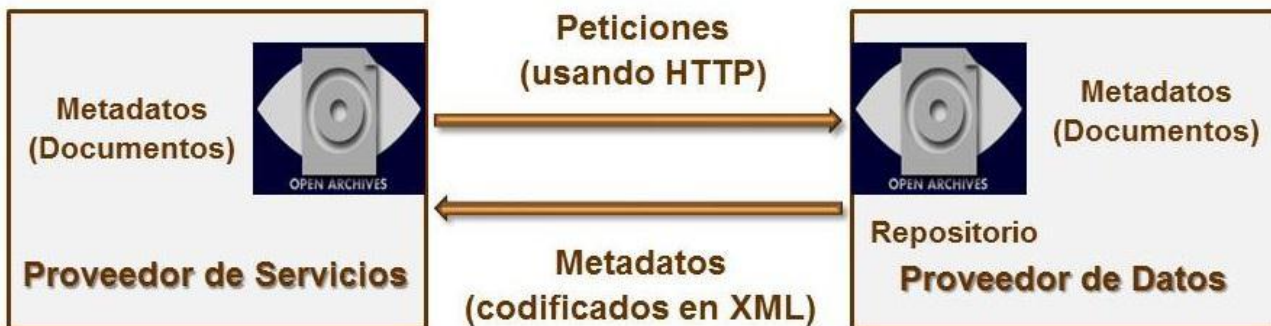 Metadatos
(Documentos)
OPEN ARCHIVES
Proveedor de Servicios
Peticiones
(usando HTTP)
Metadatos
(codificados en XML)
Metadatos
(Documentos)
OPEN ARCHIVES
Repositorio
Proveedor de Datos